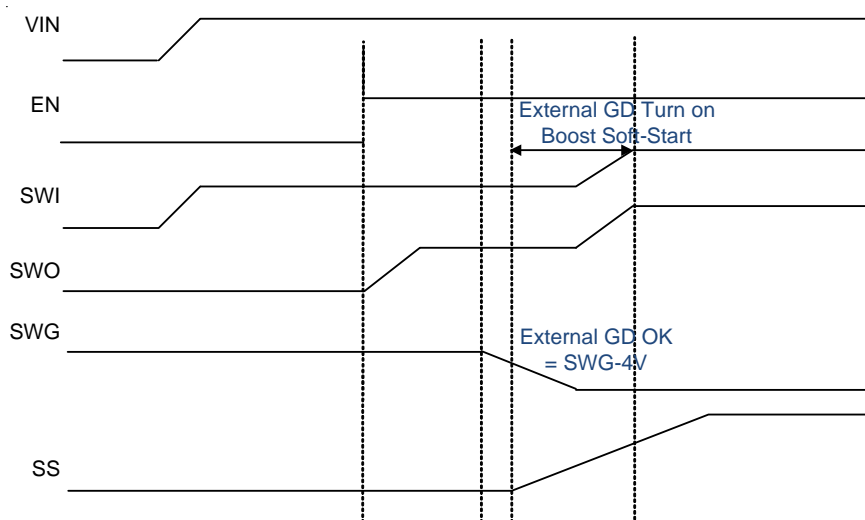 VIN
EN
External GD Turn on
Boost Soft-Start
SWI
SWO
SWG
External GD OK
= SWG-4V
SS